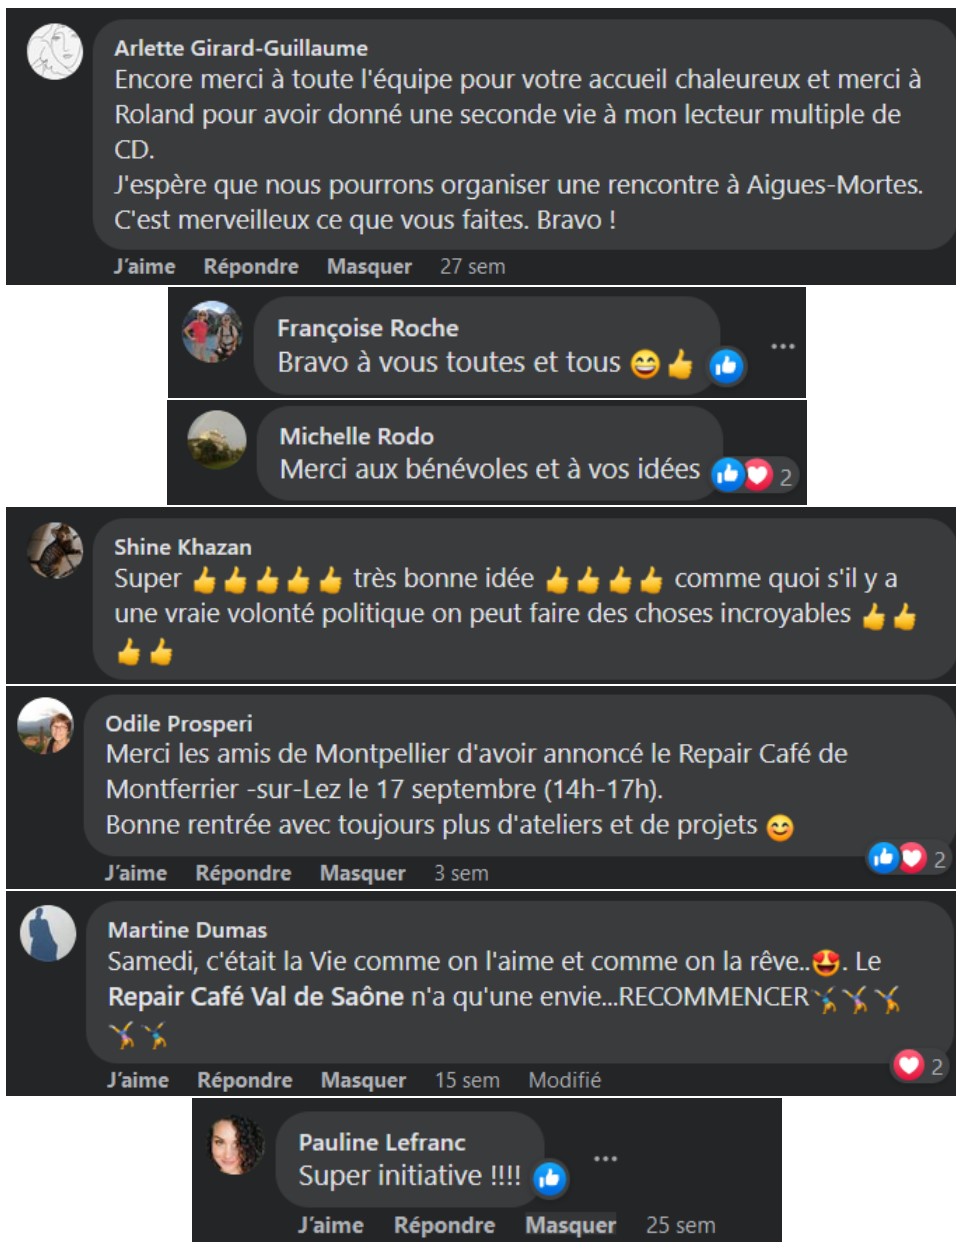 Arlette Girard-Guillaume
Encore merci à toute l'équipe pour votre accueil chaleureux et merci à
Roland pour avoir donné une seconde vie à mon lecteur multiple de
CD.
J'espère que nous pourrons organiser une rencontre à Aigues-Mortes.
C'est merveilleux ce que vous faites. Bravo !
J'aime Répondre Masquer 27 sem
Françoise Roche
Bravo à vous toutes et tous 😄👍
Michelle Rodo
Merci aux bénévoles et à vos idées
2
Shine Khazan
Super 👍👍👍👍👍 très bonne idée 👍👍👍👍 comme quoi s'il y a
une vraie volonté politique on peut faire des choses incroyables 👍👍
👍👍
Odile Prosperi
Merci les amis de Montpellier d'avoir annoncé le Repair Café de
Montferrier -sur-Lez le 17 septembre (14h-17h).
Bonne rentrée avec toujours plus d'ateliers et de projets 😊
2
J'aime Répondre Masquer 3 sem
Martine Dumas
Samedi, c'était la Vie comme on l'aime et comme on la rêve..🤩. Le
Repair Café Val de Saône n'a qu'une envie...RECOMMENCER🤸🤸🤸
🤸🤸
2
J'aime Répondre Masquer 15 sem Modifié
Pauline Lefranc
Super initiative !!!!
J'aime Répondre Masquer 25 sem